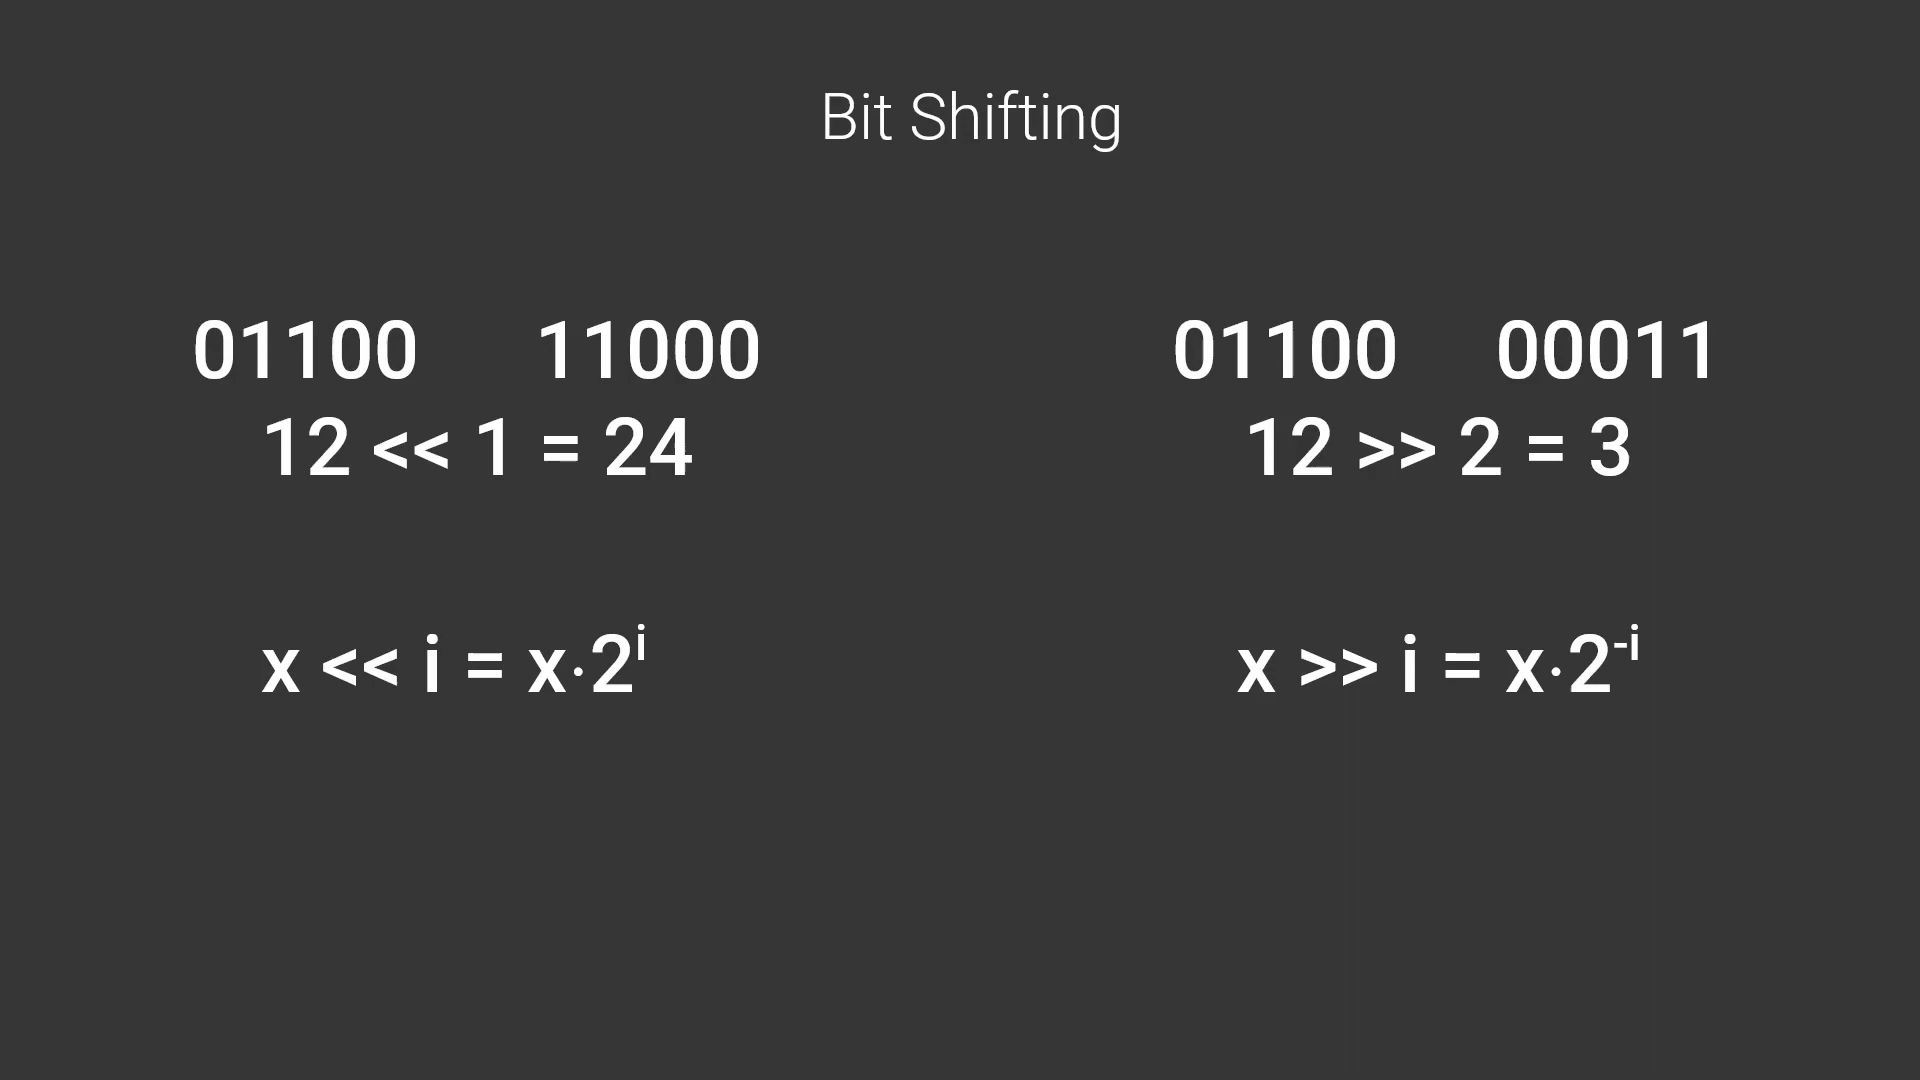 Bit Shifting
01100 11000
12 << 1 = 24
x << i = x·2ⁱ
01100 00011
12 >> 2 = 3
x >> i = x·2⁻ⁱ